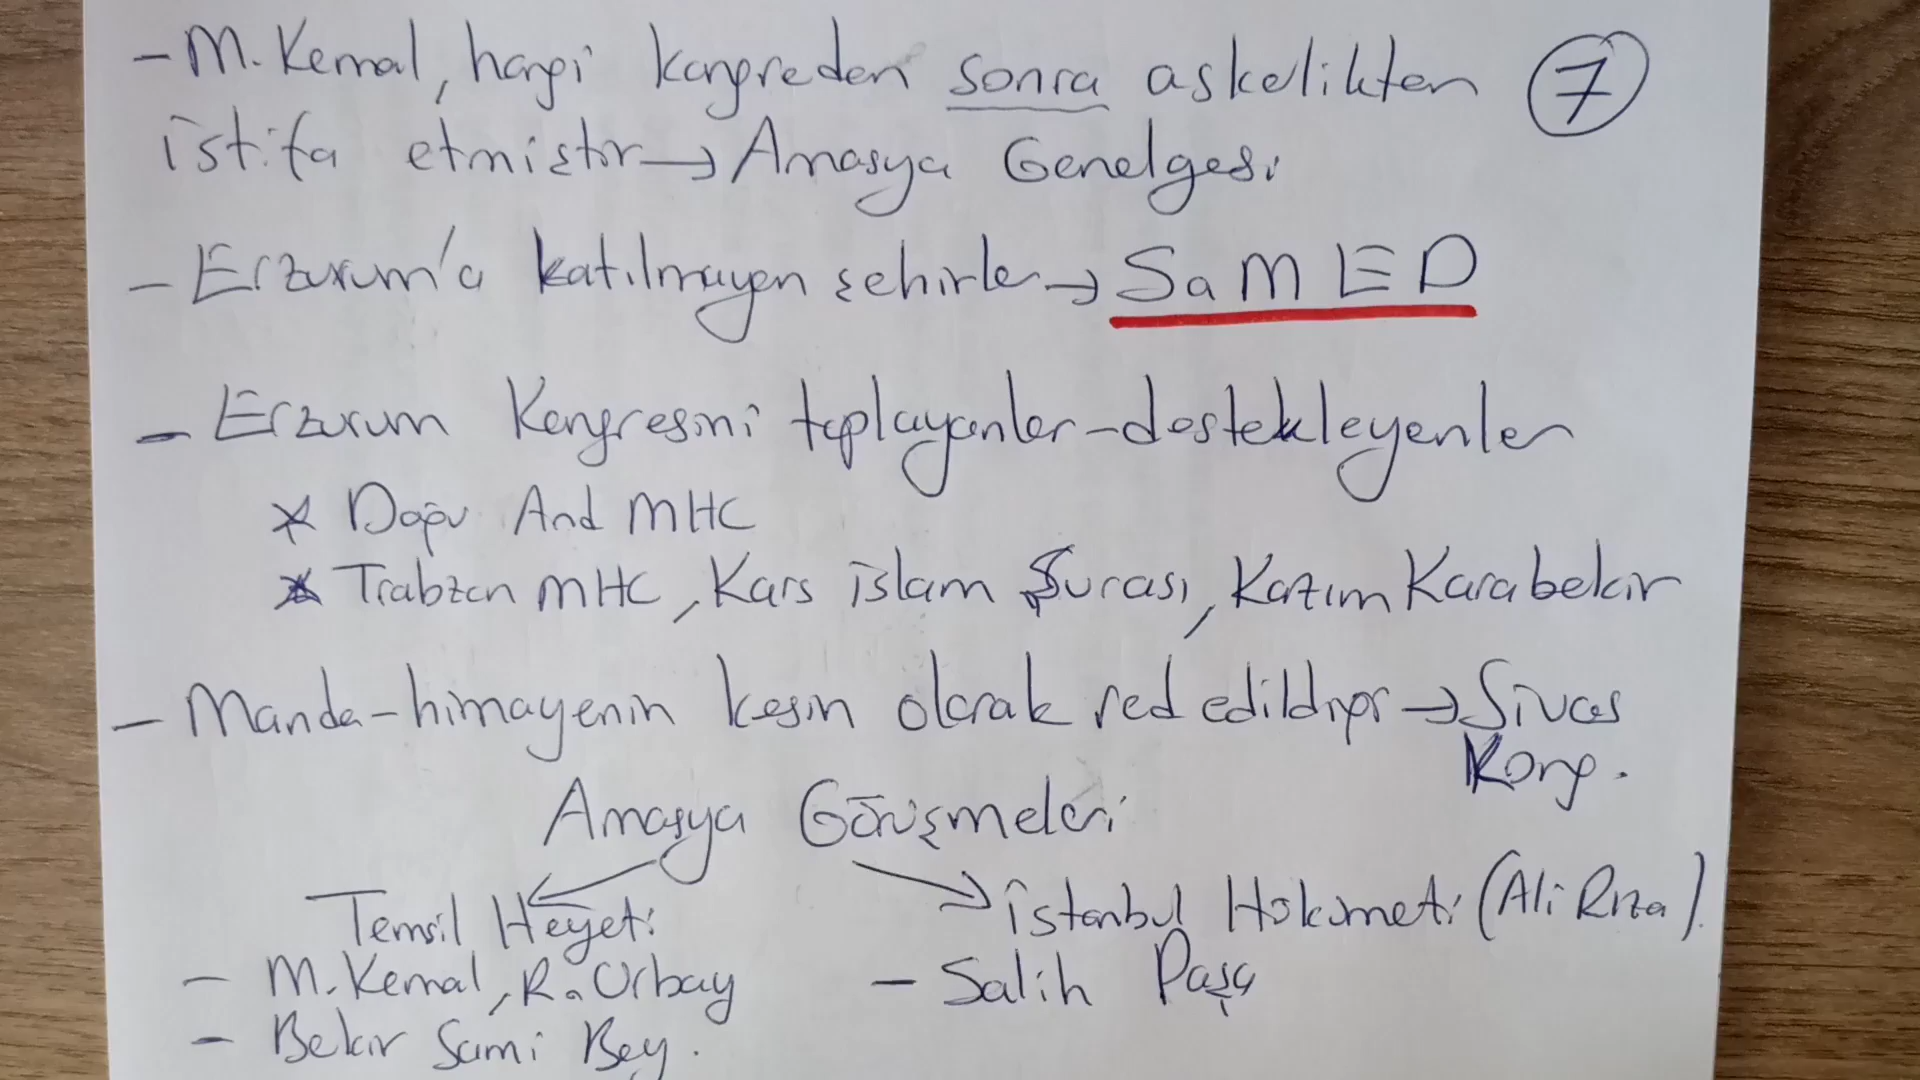 - M. Kemal, hangi kongreden sonra askelikten 7
istifa etmiştir → Amasya Genelgesi
- Erzurum'a katılmayan şehirler → SaMED
- Erzurum Kongresini toplayanlar-destekleyenler
* Doğu And MHC
* Trabzon MHC, Kars İslam Şurası, Kazım Karabekir
- Manda-himayenin kesin olarak red edildiği → Sivas
Kong.
Amasya Görüşmeleri
Temsil Heyeti
İstanbul Hükümeti (Ali Rıza).
- M. Kemal, R. Orbay
- Salih Paşa
- Bekir Sami Bey.